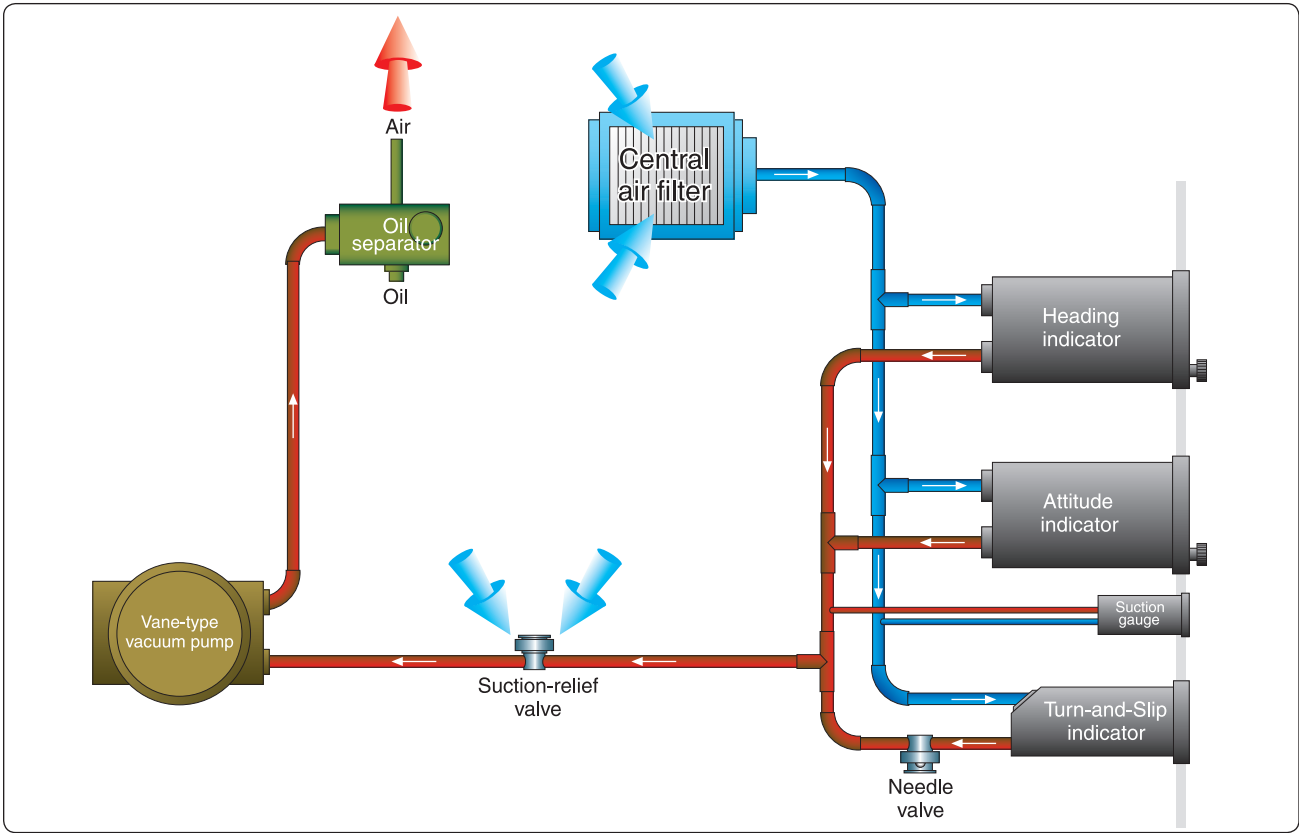 Air
Oil
separator
Oil
Central
air filter
Heading
indicator
Attitude
indicator
Suction
gauge
Vane-type
vacuum pump
Suction-relief
valve
Turn-and-Slip
indicator
Needle
valve